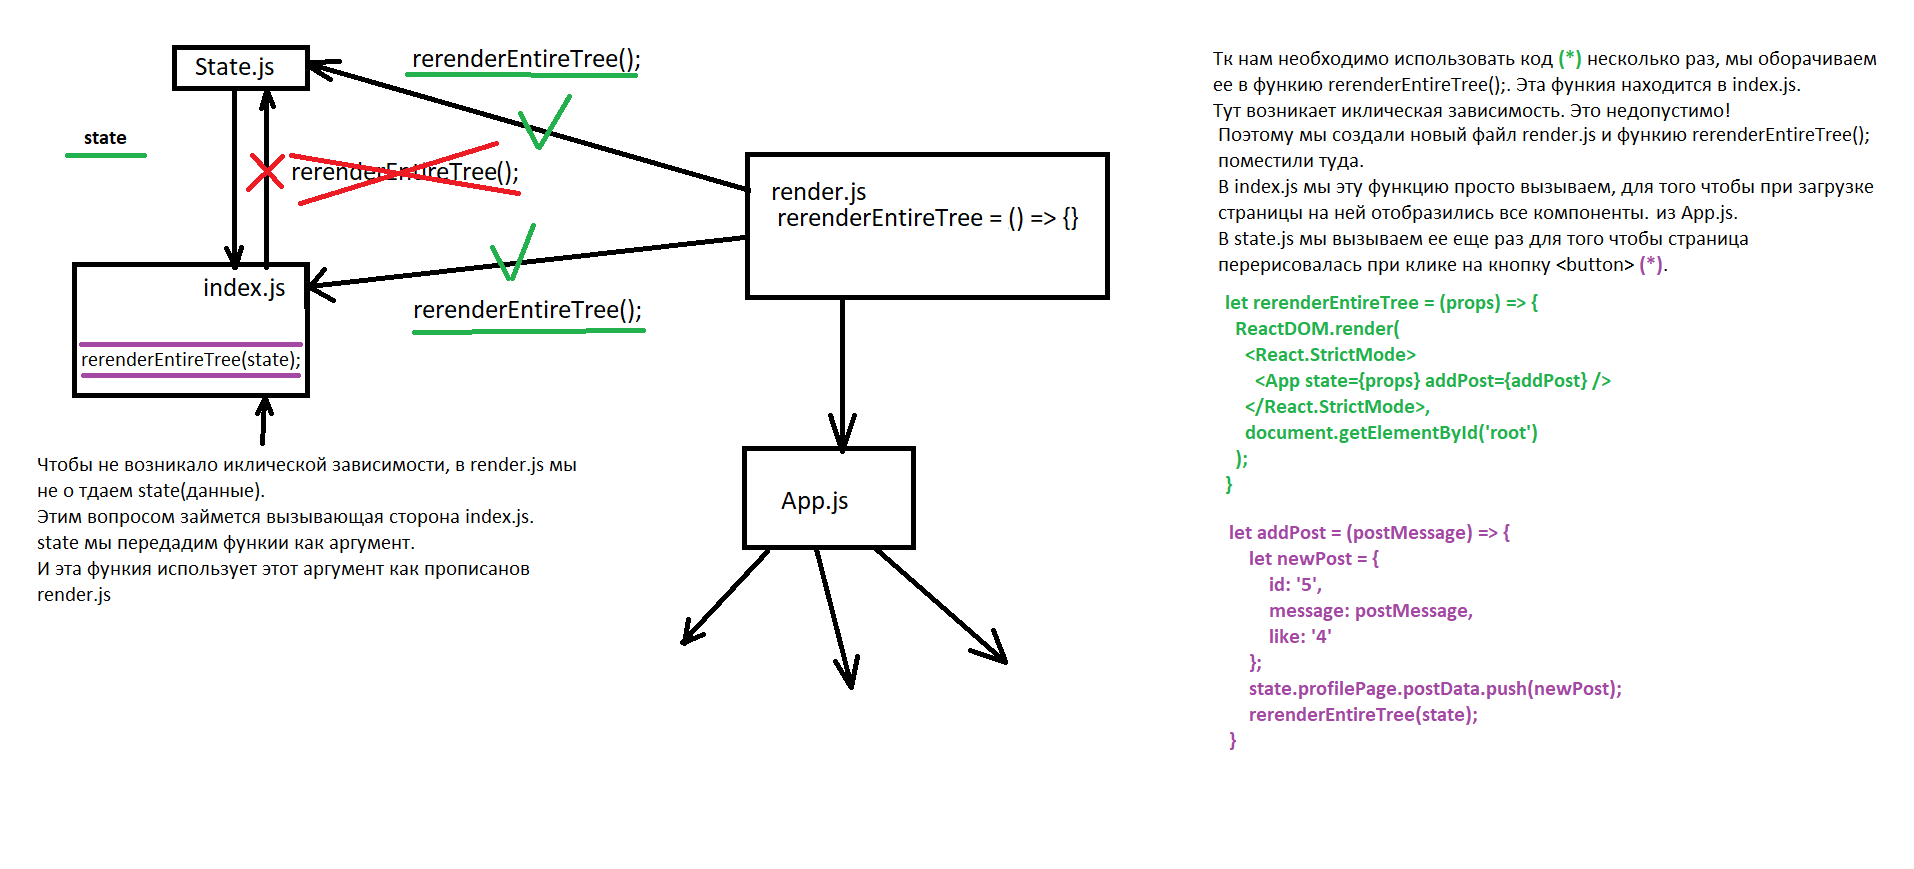 State.js
rerenderEntireTree();
state
rerenderEntireTree();
render.js
rerenderEntireTree = () => {}
index.js
rerenderEntireTree();
rerenderEntireTree(state);
Чтобы не возникало иклической зависимости, в render.js мы
не о тдаем state(данные).
Этим вопросом займется вызывающая сторона index.js.
state мы передадим функии как аргумент.
И эта функия использует этот аргумент как прописанов
render.js
App.js
Тк нам необходимо использовать код (*) несколько раз, мы оборачиваем
ее в функию rerenderEntireTree();. Эта функия находится в index.js.
Тут возникает иклическая зависимость. Это недопустимо!
Поэтому мы создали новый файл render.js и функию rerenderEntireTree();
поместили туда.
В index.js мы эту функцию просто вызываем, для того чтобы при загрузке
страницы на ней отобразились все компоненты. из App.js.
В state.js мы вызываем ее еще раз для того чтобы страница
перерисовалась при клике на кнопку <button> (*).
let rerenderEntireTree = (props) => {
ReactDOM.render(
<React.StrictMode>
<App state={props} addPost={addPost} />
</React.StrictMode>,
document.getElementById('root')
);
}
let addPost = (postMessage) => {
let newPost = {
id: '5',
message: postMessage,
like: '4'
};
state.profilePage.postData.push(newPost);
rerenderEntireTree(state);
}